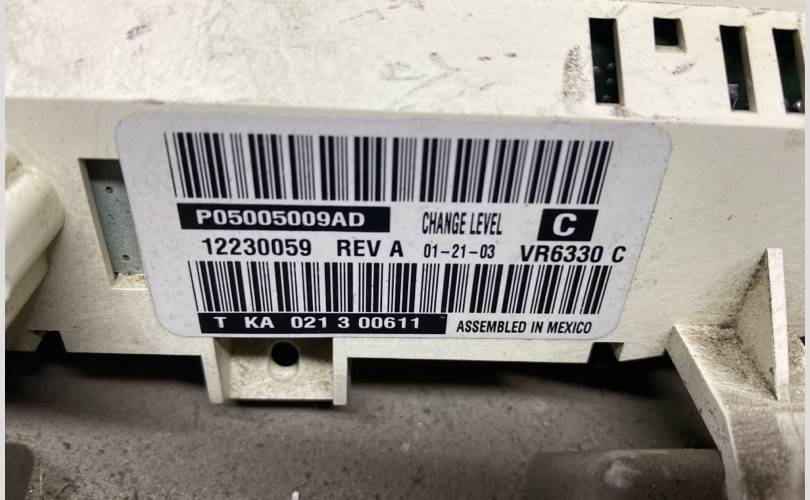 P05005009AD CHANGE LEVEL C
12230059 REV A 01-21-03 VR6330 C
T KA 021 3 00611 ASSEMBLED IN MEXICO